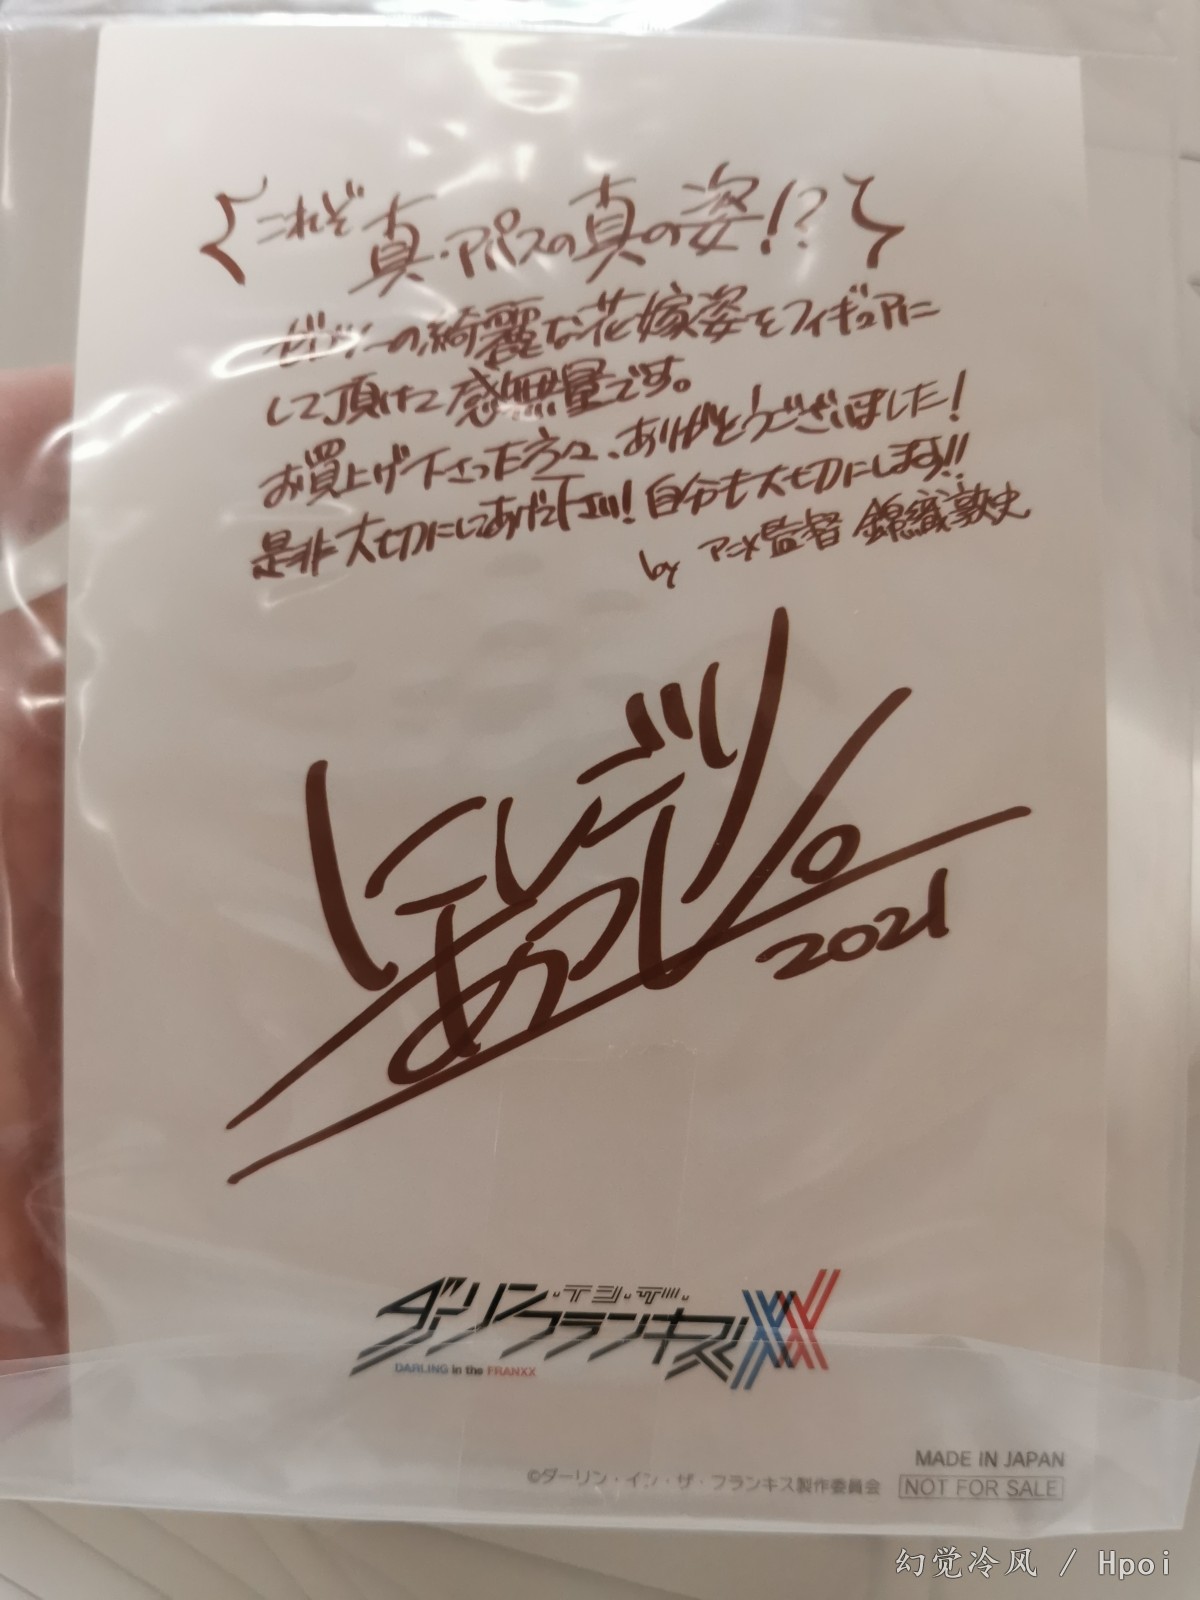 これぞ真・アパスの真の姿!?
ゼロツーの綺麗な花嫁姿をフィギュアに
して頂けて感無量です。
お買上げ下さった方々、ありがとうございました!
是非大切にしてあげて下さい! 自分も大切にします!!
by アニメ監督 錦織敦史
にしごり
あつし。
2021
ダーリン・イン・ザ・
フランキス
XX
DARLING in the FRANXX
MADE IN JAPAN
©ダーリン・イン・ザ・フランキス製作委員会 NOT FOR SALE
幻觉冷风 / Hpoi